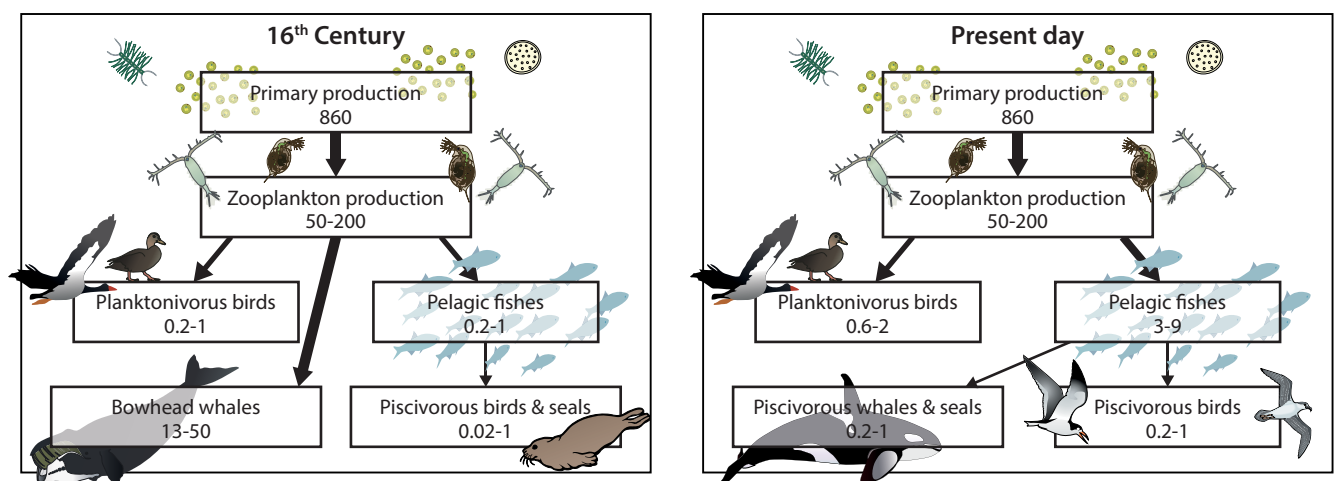 16th Century
Primary production
860
Zooplankton production
50-200
Planktonivorus birds
0.2-1
Pelagic fishes
0.2-1
Bowhead whales
13-50
Piscivorous birds & seals
0.02-1
Present day
Primary production
860
Zooplankton production
50-200
Planktonivorus birds
0.6-2
Pelagic fishes
3-9
Piscivorous whales & seals
0.2-1
Piscivorous birds
0.2-1